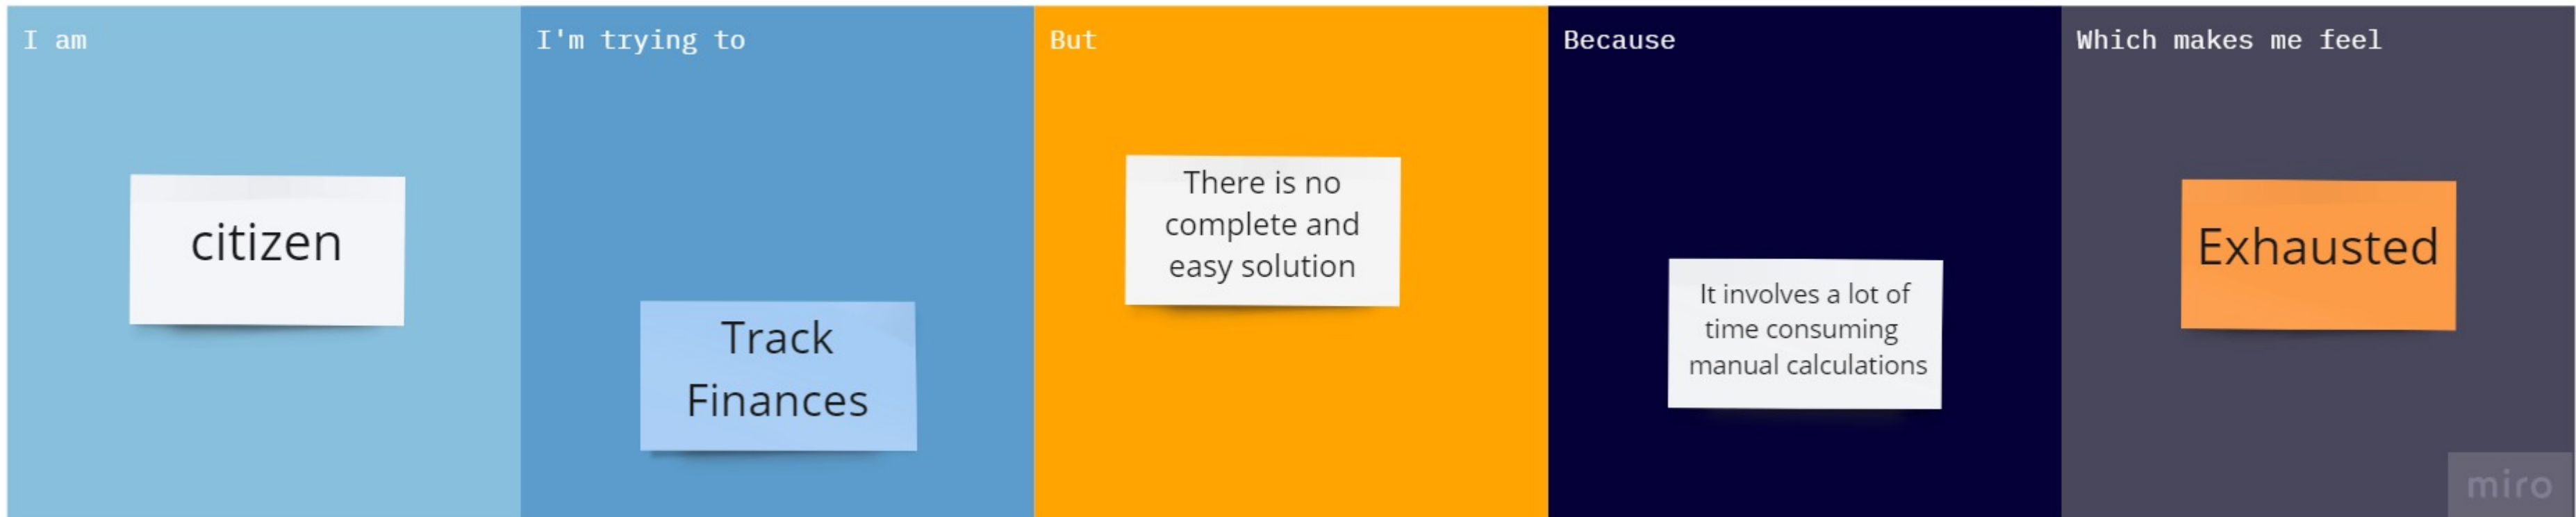 I am
citizen
I'm trying to
Track
Finances
But
There is no
complete and
easy solution
Because
It involves a lot of
time consuming
manual calculations
Which makes me feel
Exhausted
miro